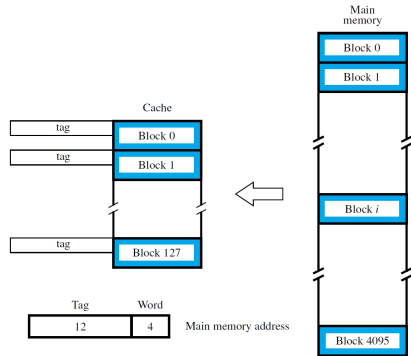 Main
memory
Block 0
Block 1
Block i
Block 4095
Cache
tag
Block 0
tag
Block 1
tag
Block 127
Tag
Word
12
4
Main memory address